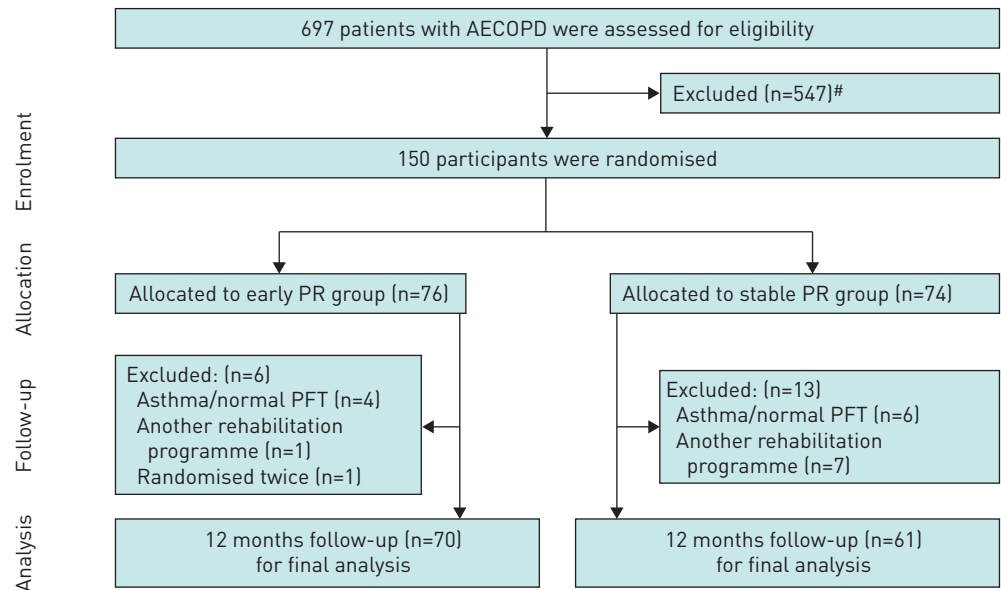 697 patients with AECOPD were assessed for eligibility
Excluded (n=547)#
Enrolment
150 participants were randomised
Allocation
Allocated to early PR group (n=76)
Allocated to stable PR group (n=74)
Follow-up
Excluded: (n=6)
Asthma/normal PFT (n=4)
Another rehabilitation
programme (n=1)
Randomised twice (n=1)
Excluded: (n=13)
Asthma/normal PFT (n=6)
Another rehabilitation
programme (n=7)
Analysis
12 months follow-up (n=70)
for final analysis
12 months follow-up (n=61)
for final analysis